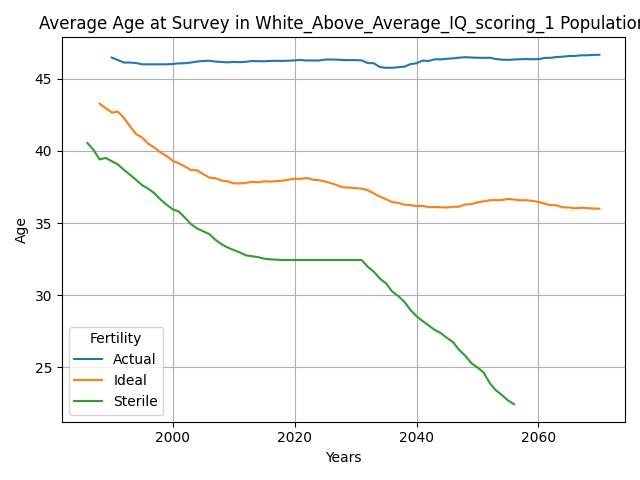 Average Age at Survey in White_Above_Average_IQ_scoring_1 Population
Age
45
40
35
30
25
Fertility
Actual
Ideal
Sterile
2000 2020 2040 2060
Years